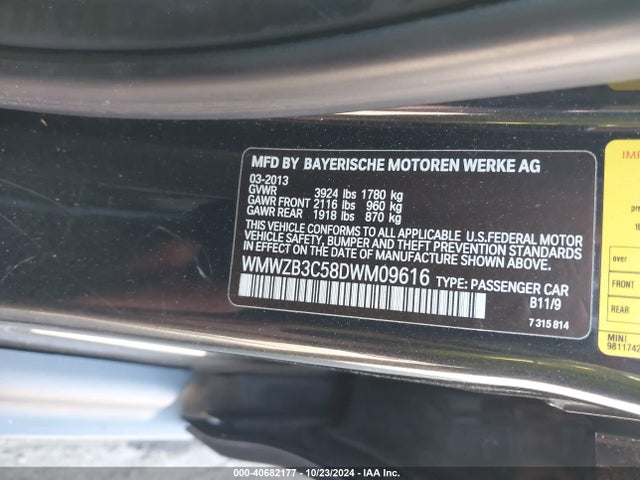 MFD BY BAYERISCHE MOTOREN WERKE AG
03-2013
GVWR 3924 lbs 1780 kg
GAWR FRONT 2116 lbs 960 kg
GAWR REAR 1918 lbs 870 kg
THIS VEHICLE CONFORMS TO ALL APPLICABLE U.S.FEDERAL MOTOR
VEHICLE SAFETY, BUMPER AND THEFT PREVENTION STANDARDS
IN EFFECT ON THE DATE OF MANUFACTURE SHOWN ABOVE.
WMWZB3C58DWM09616 TYPE: PASSENGER CAR
B11/9
7 315 814
over
FRONT
REAR
MINI
000-40682177 - 10/23/2024 - IAA Inc.